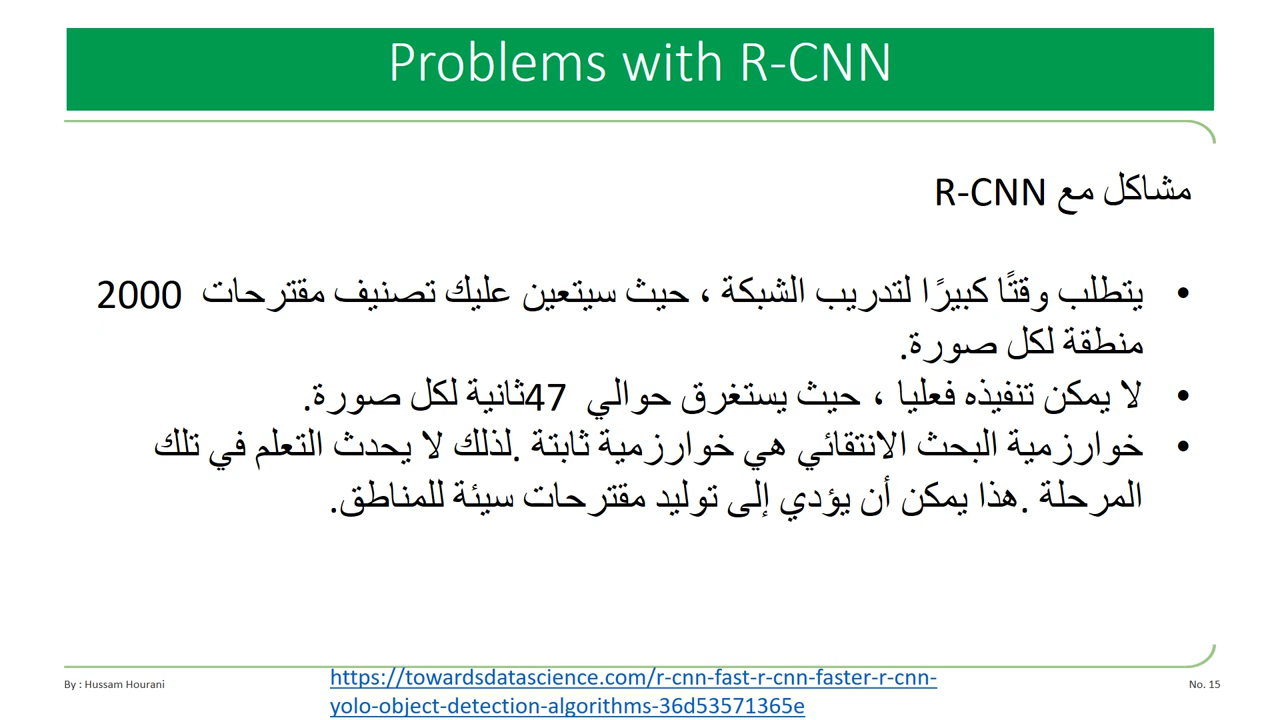 Problems with R-CNN
مشاكل مع R-CNN
• يتطلب وقتًا كبيرًا لتدريب الشبكة ، حيث سيتعين عليك تصنيف مقترحات 2000
منطقة لكل صورة.
• لا يمكن تنفيذه فعليا ، حيث يستغرق حوالي 47ثانية لكل صورة.
• خوارزمية البحث الانتقائي هي خوارزمية ثابتة .لذلك لا يحدث التعلم في تلك
المرحلة .هذا يمكن أن يؤدي إلى توليد مقترحات سيئة للمناطق.
By : Hussam Hourani
https://towardsdatascience.com/r-cnn-fast-r-cnn-faster-r-cnn-
yolo-object-detection-algorithms-36d53571365e
No. 15